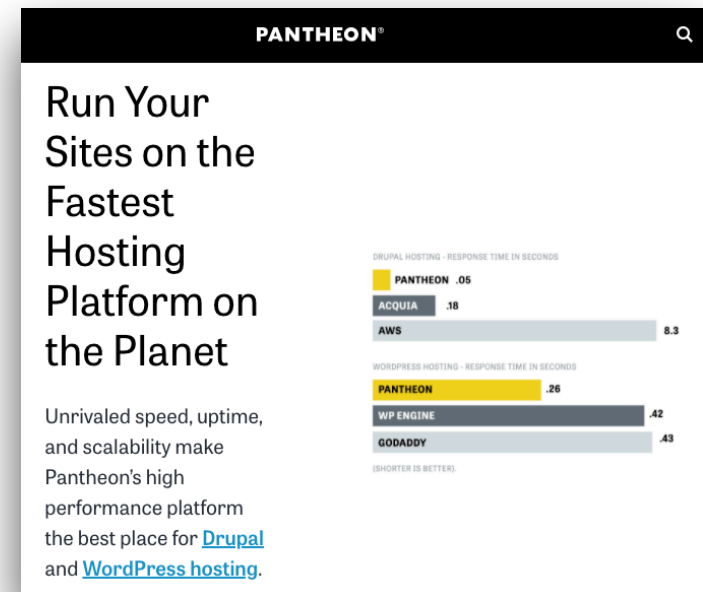 PANTHEON®
Run Your
Sites on the
Fastest
Hosting
Platform on
the Planet
Unrivaled speed, uptime,
and scalability make
Pantheon's high
performance platform
the best place for Drupal
and WordPress hosting.
DRUPAL HOSTING - RESPONSE TIME IN SECONDS
PANTHEON .05
ACQUIA .18
AWS 8.3
WORDPRESS HOSTING - RESPONSE TIME IN SECONDS
PANTHEON .26
WP ENGINE .42
GODADDY .43
(SHORTER IS BETTER).